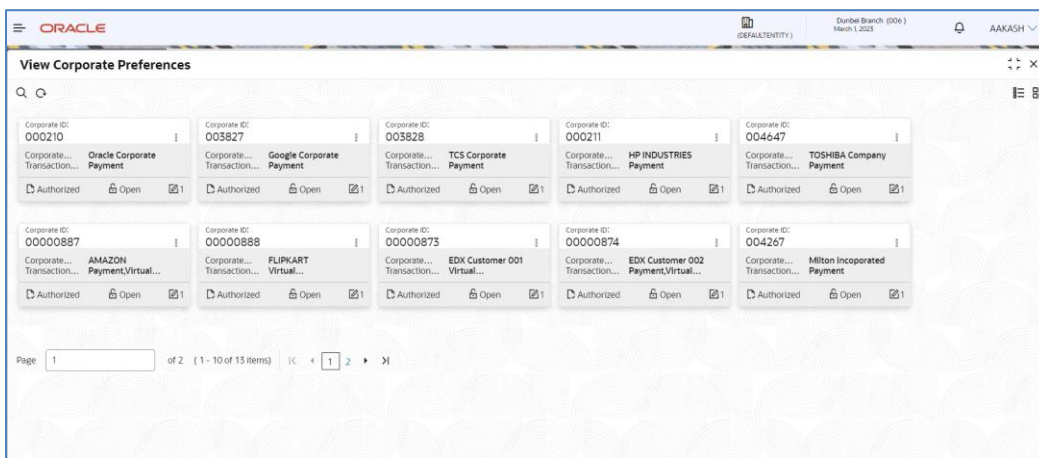 ORACLE
(DEFAULTENTITY)
Dunbei Branch (006 )
March 1, 2023
AAKASH
View Corporate Preferences
Corporate ID: Corporate ID: Corporate ID: Corporate ID: Corporate ID:
000210 003827 003828 000211 004647
Corporate... Oracle Corporate Corporate... Google Corporate Corporate... TCS Corporate Corporate... HP INDUSTRIES Corporate... TOSHIBA Company
Transaction... Payment Transaction... Payment Transaction... Payment Transaction... Payment Transaction... Payment
Authorized Open 1 Authorized Open 1 Authorized Open 1 Authorized Open 1 Authorized Open 1
Corporate ID: Corporate ID: Corporate ID: Corporate ID: Corporate ID:
00000887 00000888 00000873 00000874 004267
Corporate... AMAZON Corporate... FLIPKART Corporate... EDX Customer 001 Corporate... EDX Customer 002 Corporate... Milton Incoporated
Transaction... Payment,Virtual... Transaction... Virtual... Transaction... Virtual... Transaction... Payment,Virtual... Transaction... Payment
Authorized Open 1 Authorized Open 1 Authorized Open 1 Authorized Open 1 Authorized Open 1
Page 1 of 2 (1 - 10 of 13 items) 1 2